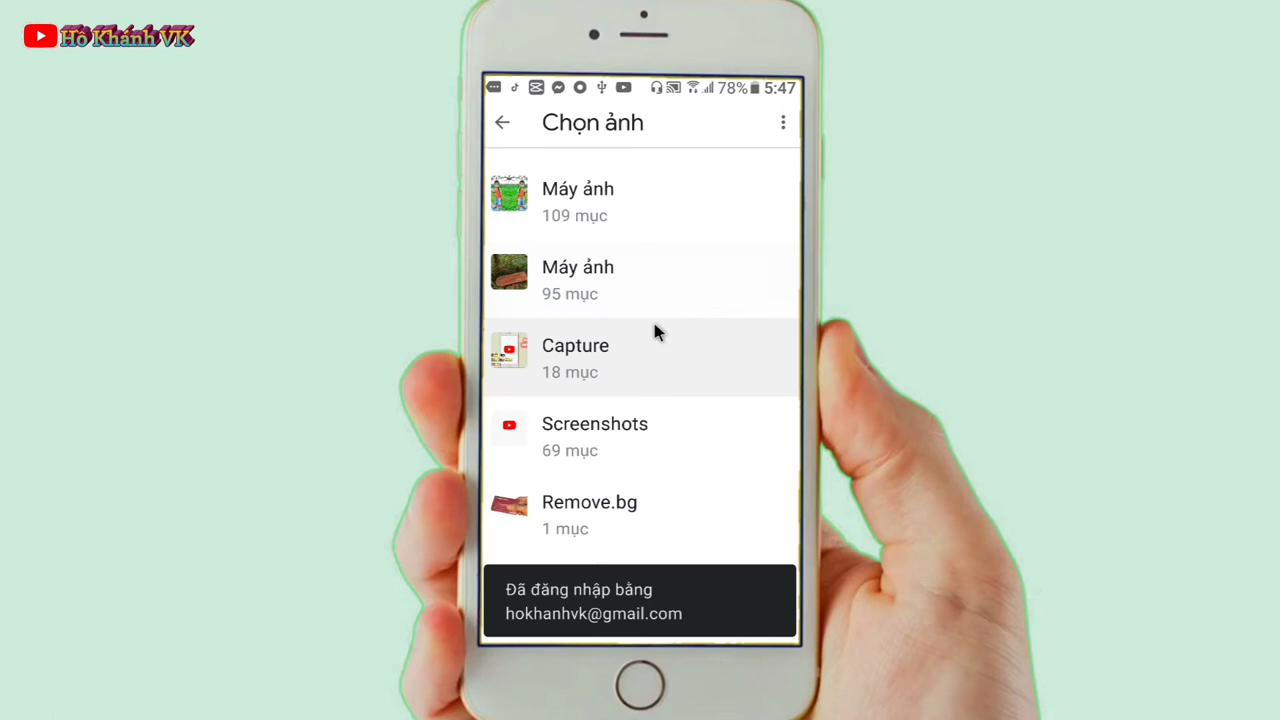 Hồ Khánh VK
78% 5:47
Chọn ảnh
Máy ảnh
109 mục
Máy ảnh
95 mục
Capture
18 mục
Screenshots
69 mục
Remove.bg
1 mục
Đã đăng nhập bằng
hokhanhvk@gmail.com